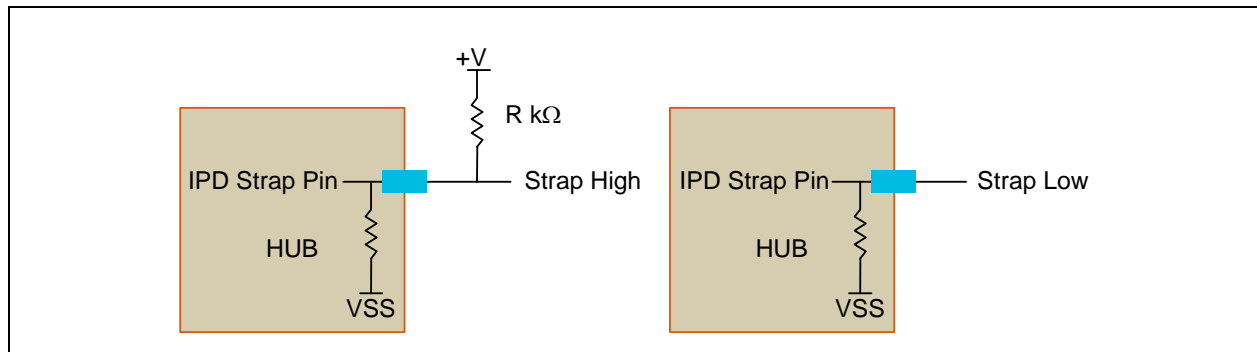 +V
R kΩ
IPD Strap Pin
Strap High
HUB
VSS
IPD Strap Pin
Strap Low
HUB
VSS